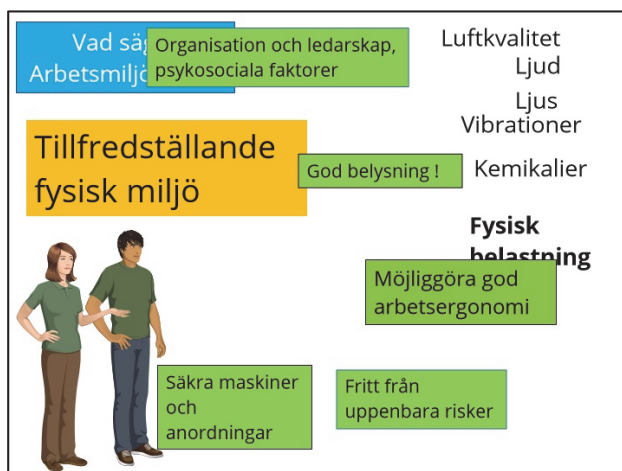 Vad säg
Arbetsmiljö
Organisation och ledarskap,
psykosociala faktorer
Luftkvalitet
Ljud
Ljus
Vibrationer
Tillfredställande
fysisk miljö
God belysning !
Kemikalier
Fysisk
belastning
Möjliggöra god
arbetsergonomi
Säkra maskiner
och
anordningar
Fritt från
uppenbara risker